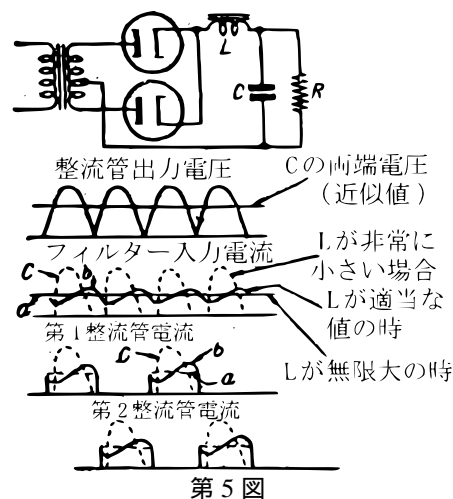 L
C
R
整流管出力電圧
Cの両端電圧
(近似値)
フィルター入力電流
Lが非常に
小さい場合
c
b
a
Lが適当な
値の時
第1整流管電流
c
b
a
Lが無限大の時
第2整流管電流
第5図